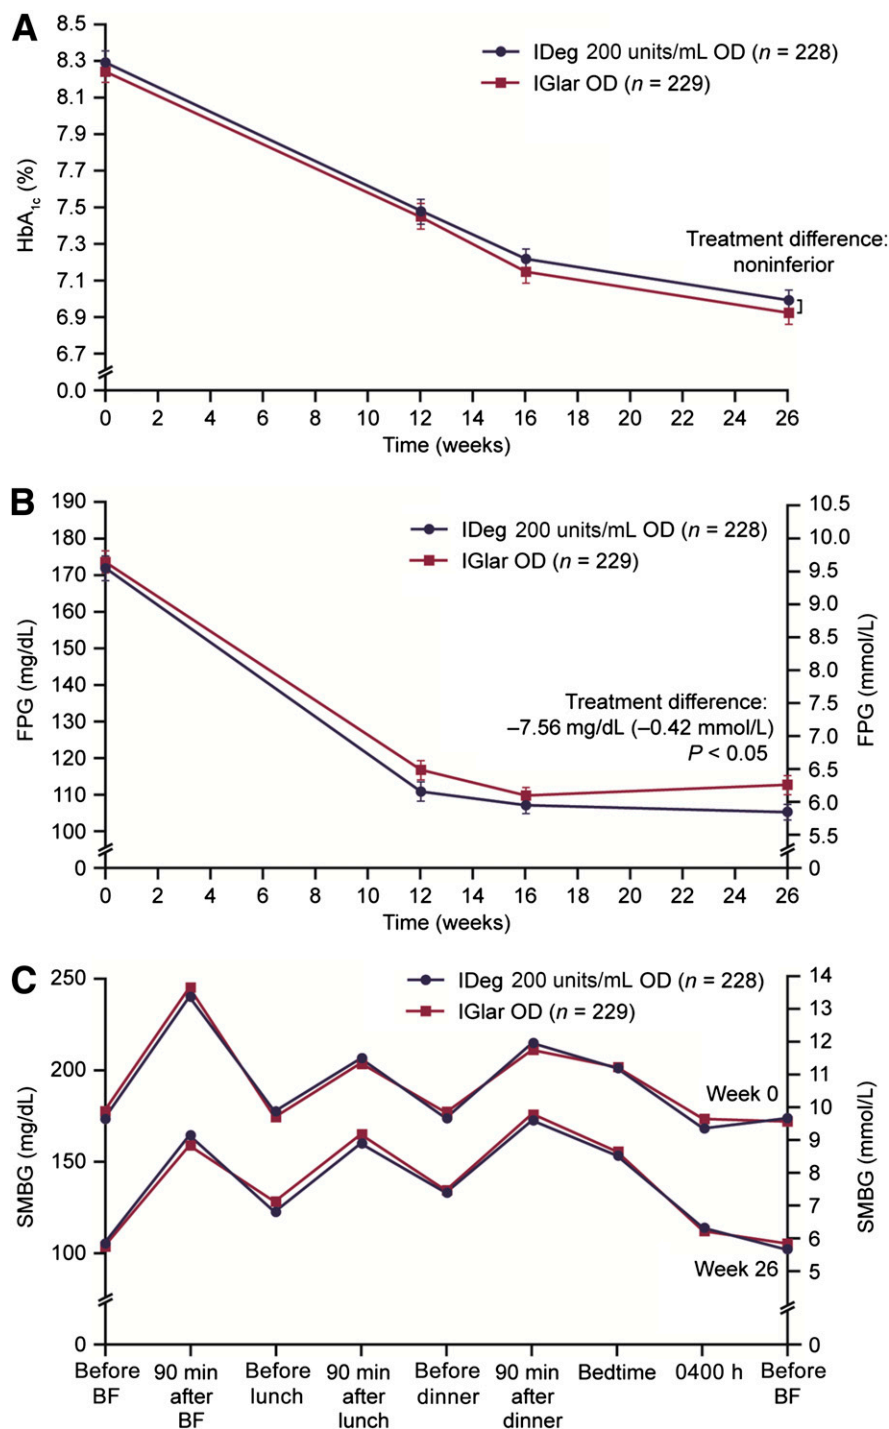 A
8.5
8.3
8.1
7.9
7.7
7.5
7.3
7.1
6.9
6.7
0.0
HbA1c (%)
IDeg 200 units/mL OD (n = 228)
IGlar OD (n = 229)
Treatment difference:
noninferior
0 2 4 6 8 10 12 14 16 18 20 22 24 26
Time (weeks)
B
190
180
170
160
150
140
130
120
110
100
0
FPG (mg/dL)
IDeg 200 units/mL OD (n = 228)
IGlar OD (n = 229)
Treatment difference:
–7.56 mg/dL (–0.42 mmol/L)
P < 0.05
10.5
10.0
9.5
9.0
8.5
8.0
7.5
7.0
6.5
6.0
5.5
0
FPG (mmol/L)
0 2 4 6 8 10 12 14 16 18 20 22 24 26
Time (weeks)
C
250
200
150
100
0
SMBG (mg/dL)
IDeg 200 units/mL OD (n = 228)
IGlar OD (n = 229)
Week 0
Week 26
14
13
12
11
10
9
8
7
6
5
0
SMBG (mmol/L)
Before
BF
90 min
after
BF
Before
lunch
90 min
after
lunch
Before
dinner
90 min
after
dinner
Bedtime
0400 h
Before
BF